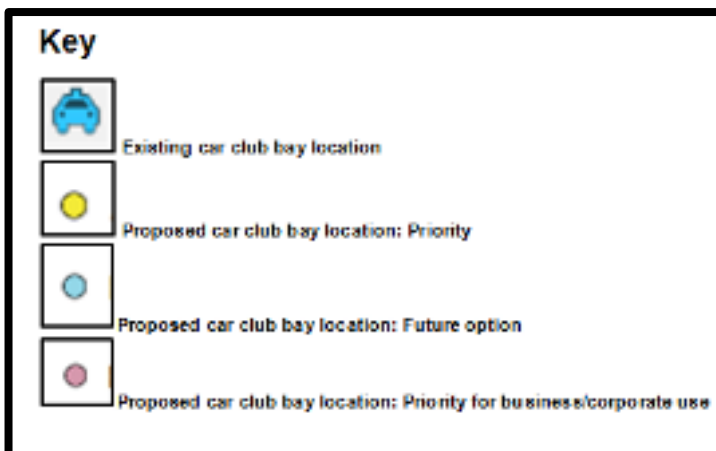 Key
Existing car club bay location
Proposed car club bay location: Priority
Proposed car club bay location: Future option
Proposed car club bay location: Priority for business/corporate use